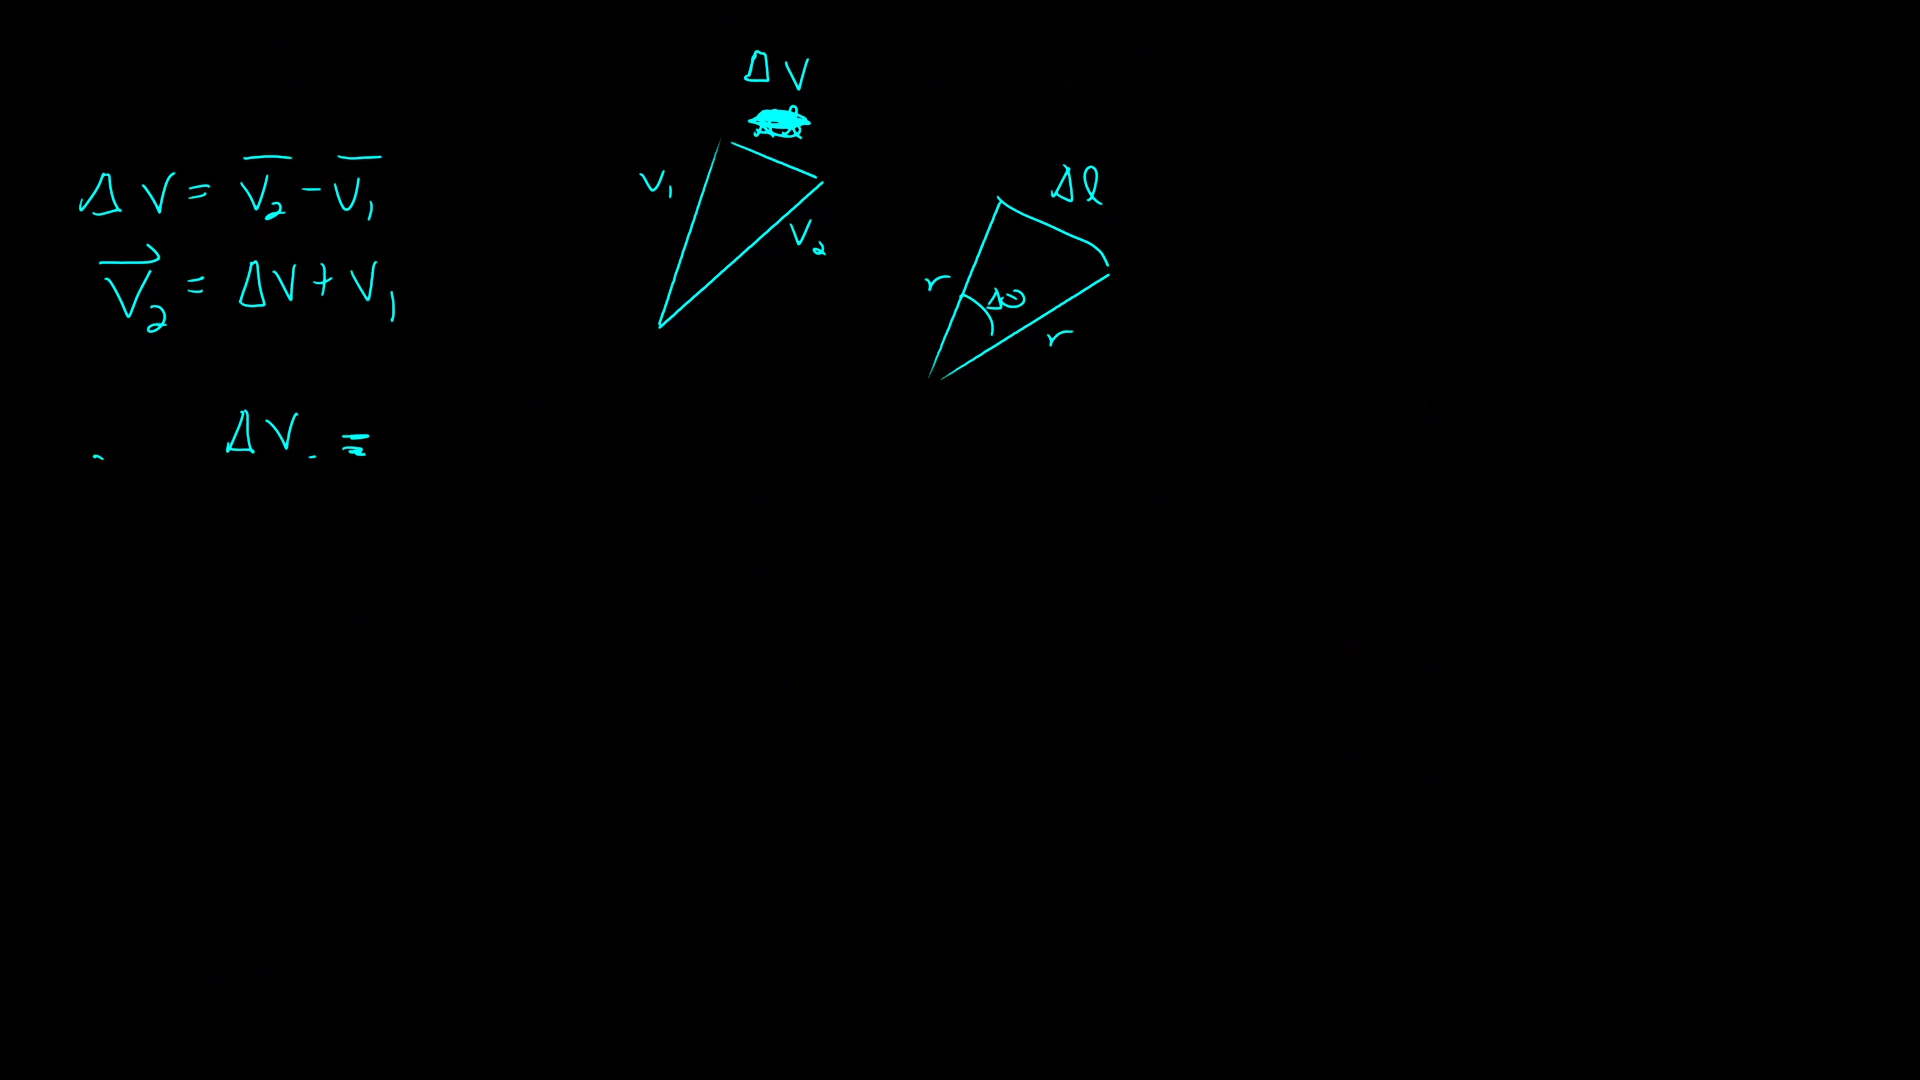 ΔV
ΔV = V₂ - V₁
V₁
V₂
Δl
V₂ = ΔV + V₁
r
Δθ
r
ΔV. =